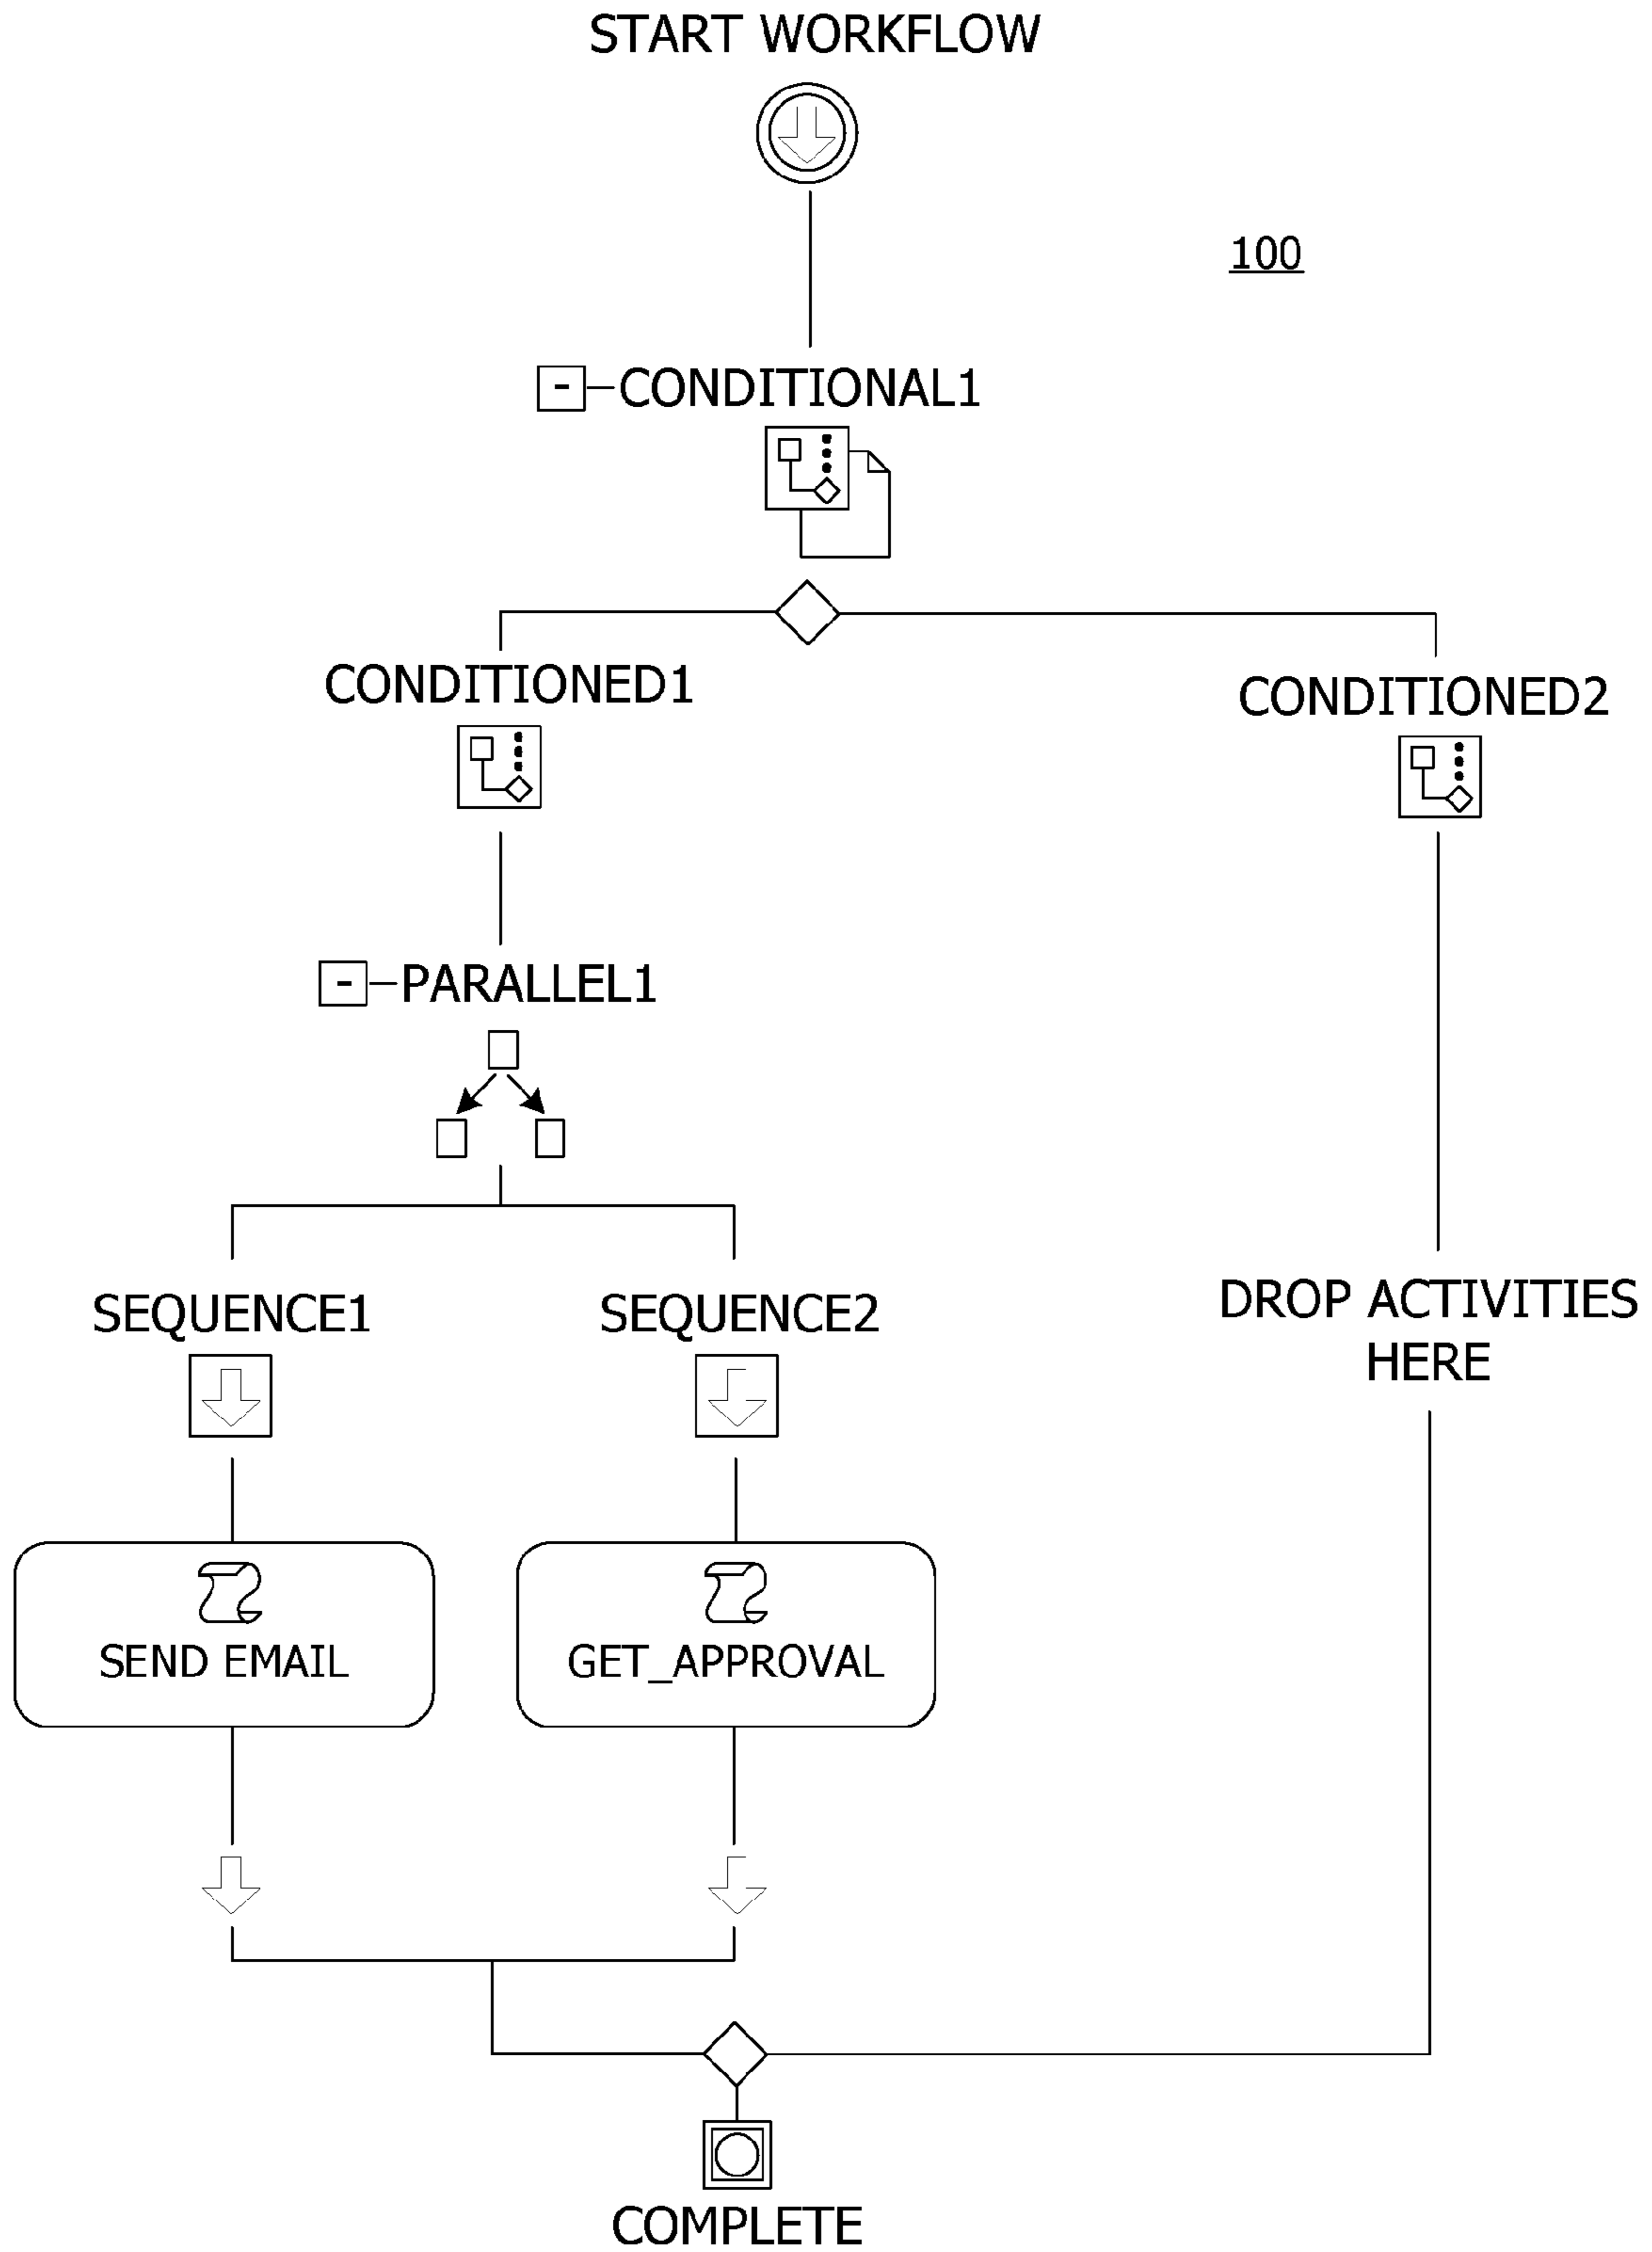 START WORKFLOW
100
CONDITIONAL1
CONDITIONED1
CONDITIONED2
PARALLEL1
SEQUENCE1
SEQUENCE2
DROP ACTIVITIES
HERE
SEND EMAIL
GET_APPROVAL
COMPLETE